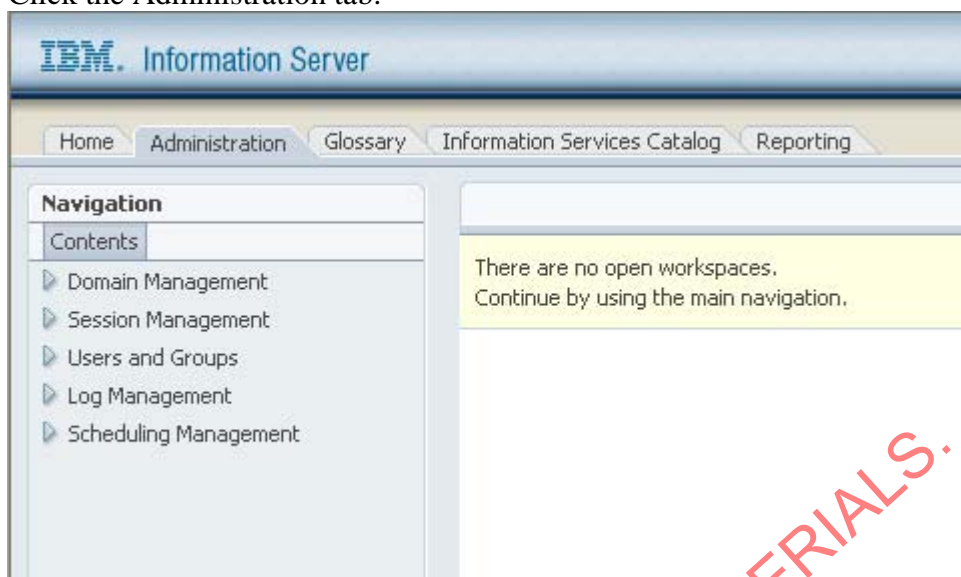 Click the Administration tab.
IBM. Information Server
Home Administration Glossary Information Services Catalog Reporting
Navigation
Contents
Domain Management
Session Management
Users and Groups
Log Management
Scheduling Management
There are no open workspaces.
Continue by using the main navigation.